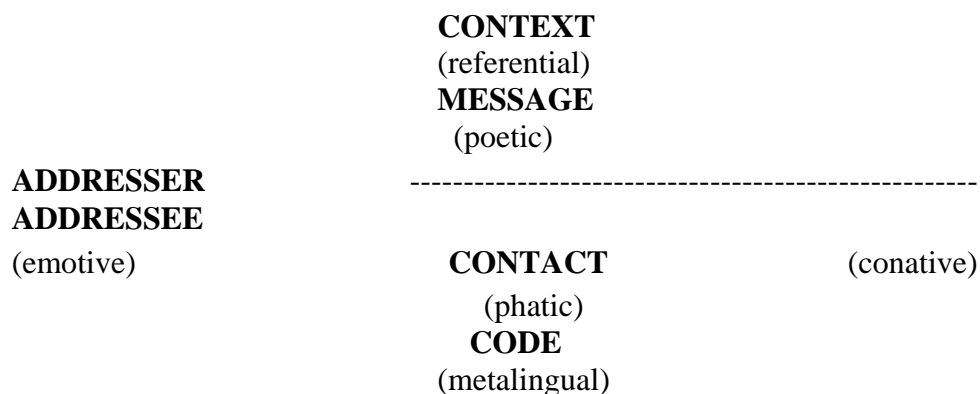 CONTEXT
(referential)
MESSAGE
(poetic)
ADDRESSER -----------------------------------------------------
ADDRESSEE
(emotive) CONTACT (conative)
(phatic)
CODE
(metalingual)